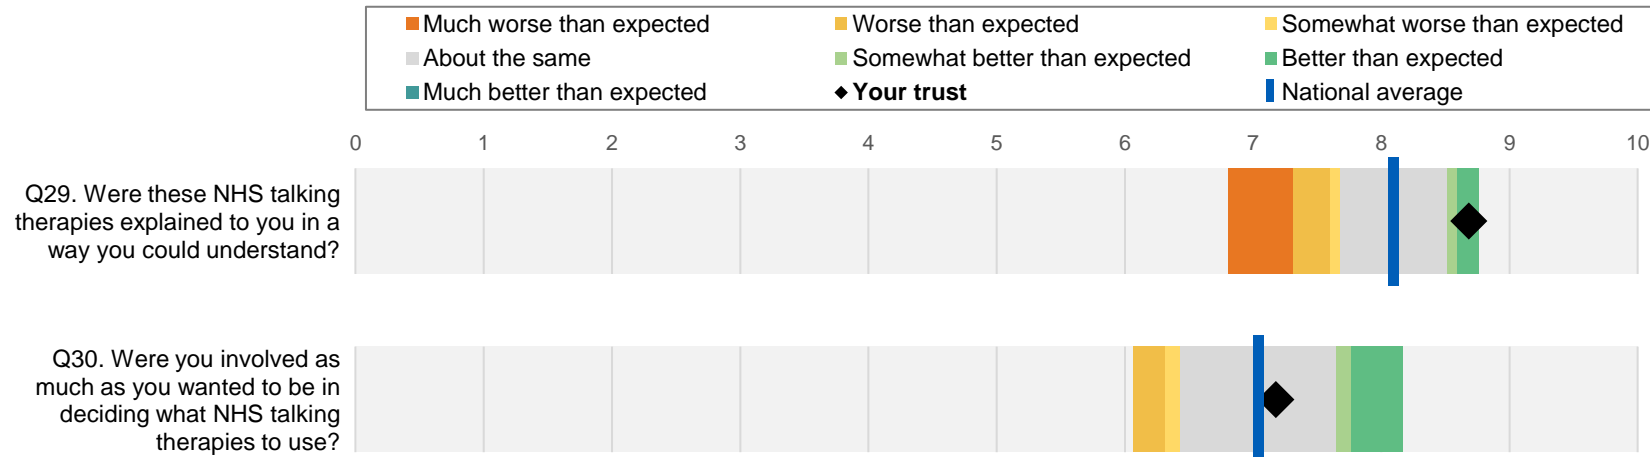 Much worse than expected
Worse than expected
Somewhat worse than expected
About the same
Somewhat better than expected
Better than expected
Much better than expected
Your trust
National average
0 1 2 3 4 5 6 7 8 9 10
Q29. Were these NHS talking
therapies explained to you in a
way you could understand?
Q30. Were you involved as
much as you wanted to be in
deciding what NHS talking
therapies to use?